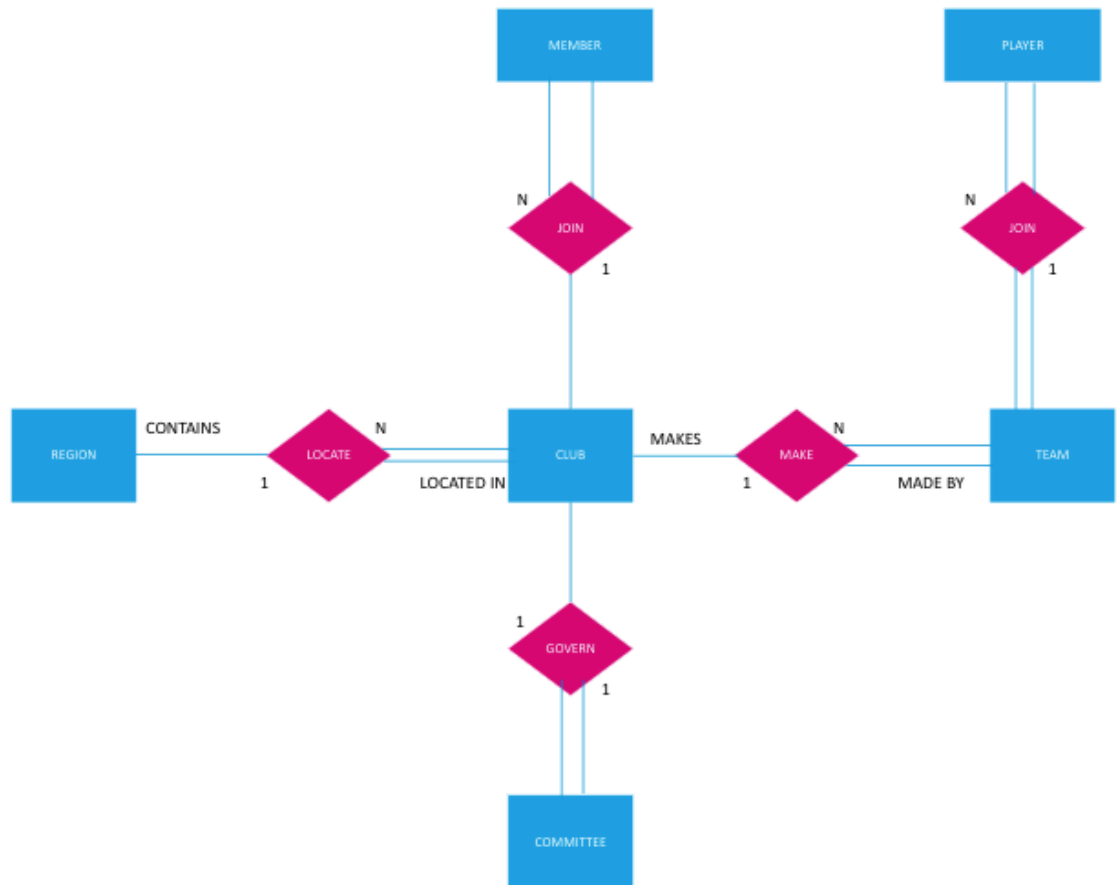 MEMBER
PLAYER
N
JOIN
1
N
JOIN
1
REGION
CONTAINS
1
LOCATE
N
LOCATED IN
CLUB
MAKES
1
MAKE
N
MADE BY
TEAM
1
GOVERN
1
COMMITTEE